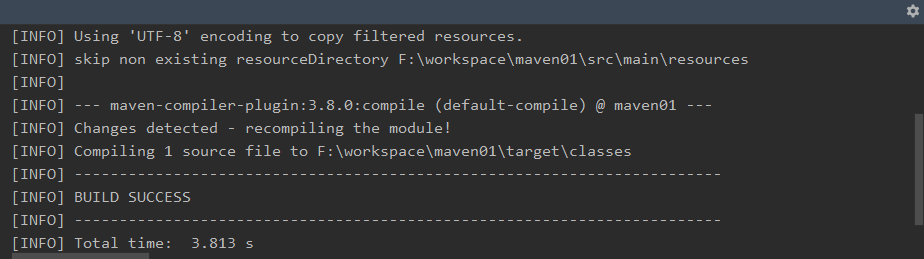 [INFO] Using 'UTF-8' encoding to copy filtered resources.
[INFO] skip non existing resourceDirectory F:\workspace\maven01\src\main\resources
[INFO]
[INFO] --- maven-compiler-plugin:3.8.0:compile (default-compile) @ maven01 ---
[INFO] Changes detected - recompiling the module!
[INFO] Compiling 1 source file to F:\workspace\maven01\target\classes
[INFO] ------------------------------------------------------------------------
[INFO] BUILD SUCCESS
[INFO] ------------------------------------------------------------------------
[INFO] Total time:  3.813 s